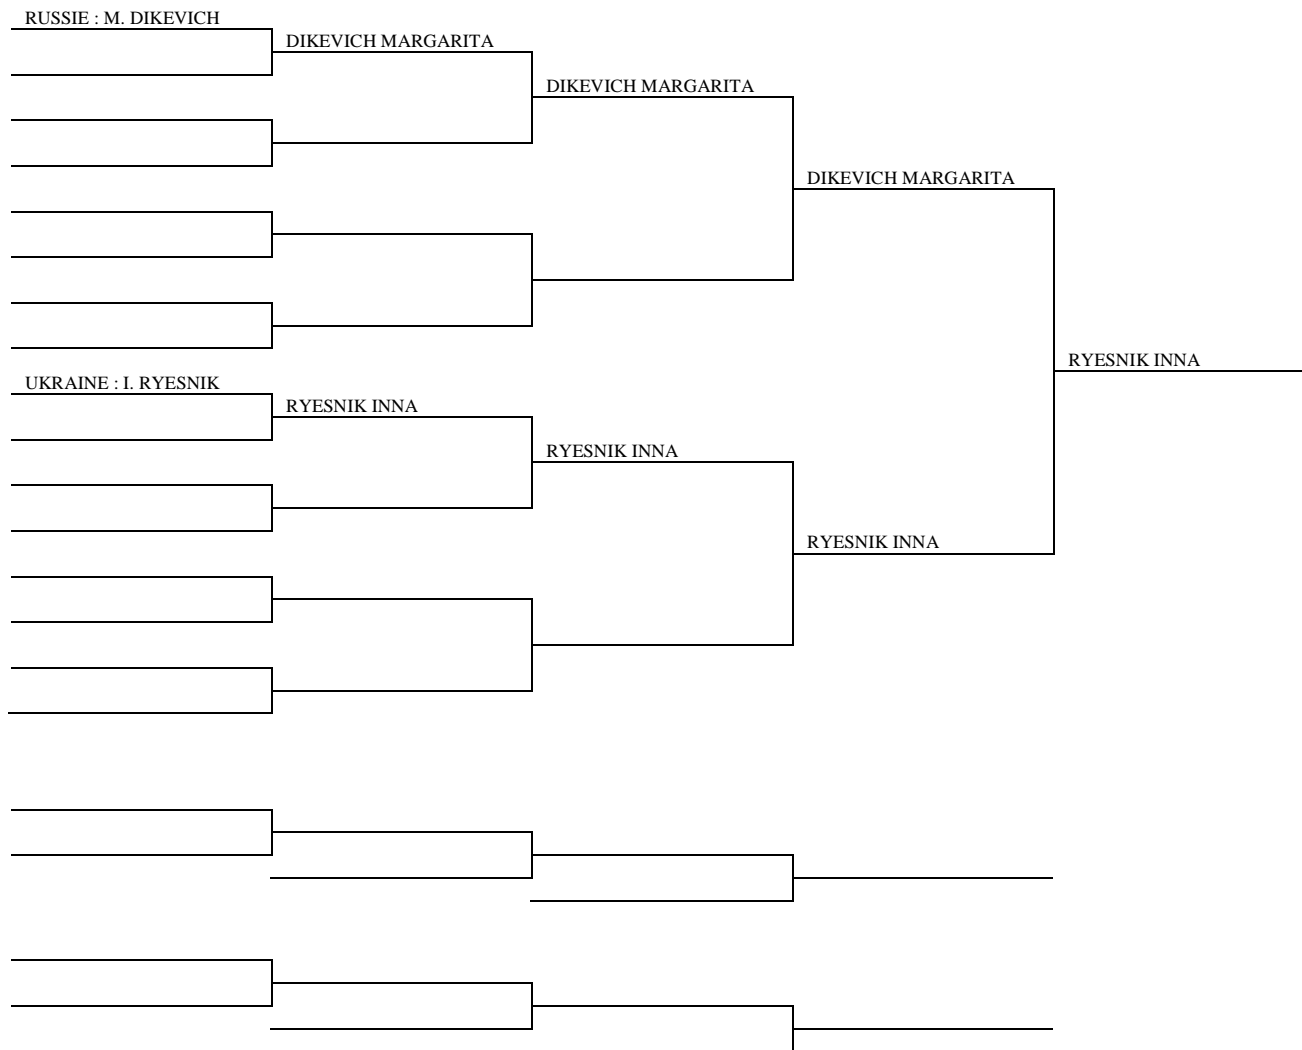 RUSSIE : M. DIKEVICH
DIKEVICH MARGARITA
DIKEVICH MARGARITA
DIKEVICH MARGARITA
RYESNIK INNA
UKRAINE : I. RYESNIK
RYESNIK INNA
RYESNIK INNA
RYESNIK INNA